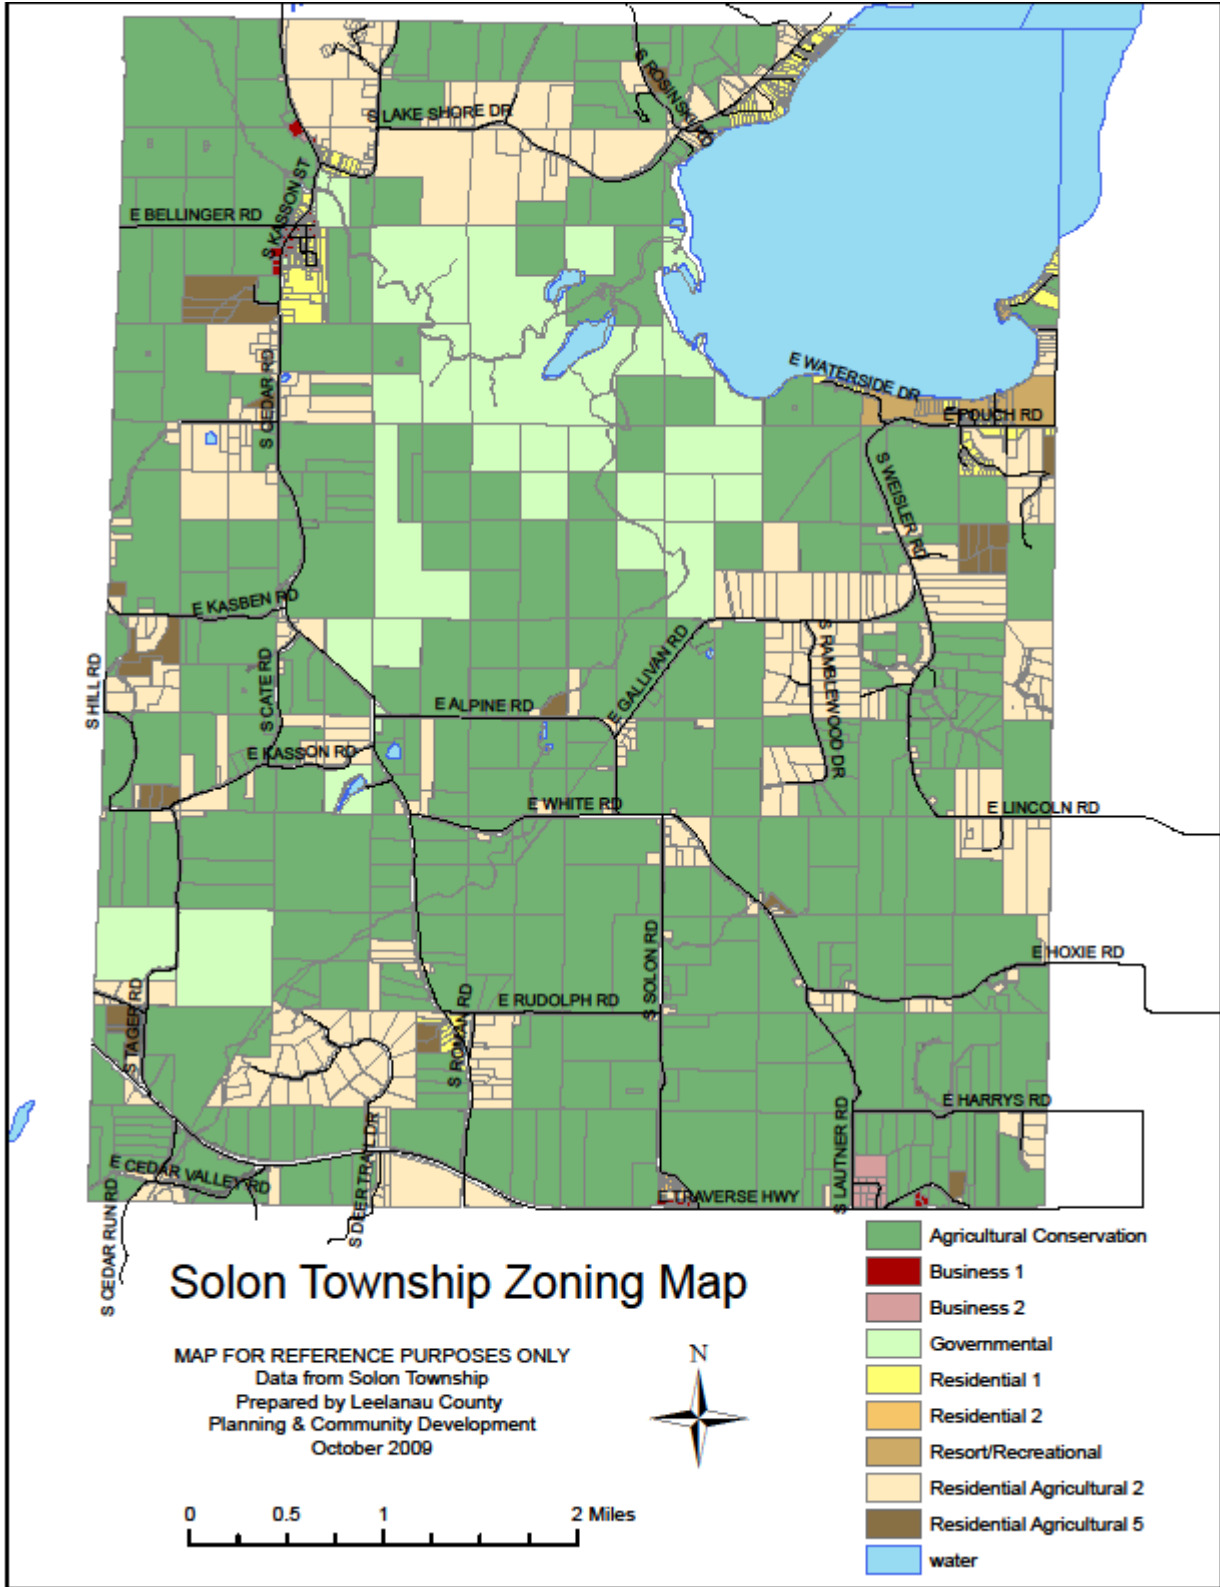 S LAKE SHORE DR
S ROSINSKI RD
S KASSON ST
E BELLINGER RD
S CEDAR RD
E WATERSIDE DR
E POUCH RD
S WEISLER RD
E KASBEN RD
S HILL RD
S CATE RD
E GALLIVAN RD
S RAMBLEWOOD DR
E ALPINE RD
E KASSON RD
E WHITE RD
E LINCOLN RD
S SOLON RD
E HOXIE RD
S TAGER RD
E RUDOLPH RD
S ROMAN RD
E HARRYS RD
S LAUTNER RD
E CEDAR VALLEY RD
S DEER TRAIL DR
E TRAVERSE HWY
S CEDAR RUN RD
Solon Township Zoning Map
MAP FOR REFERENCE PURPOSES ONLY
Data from Solon Township
Prepared by Leelanau County
Planning & Community Development
October 2009
N
0 0.5 1 2 Miles
Agricultural Conservation
Business 1
Business 2
Governmental
Residential 1
Residential 2
Resort/Recreational
Residential Agricultural 2
Residential Agricultural 5
water